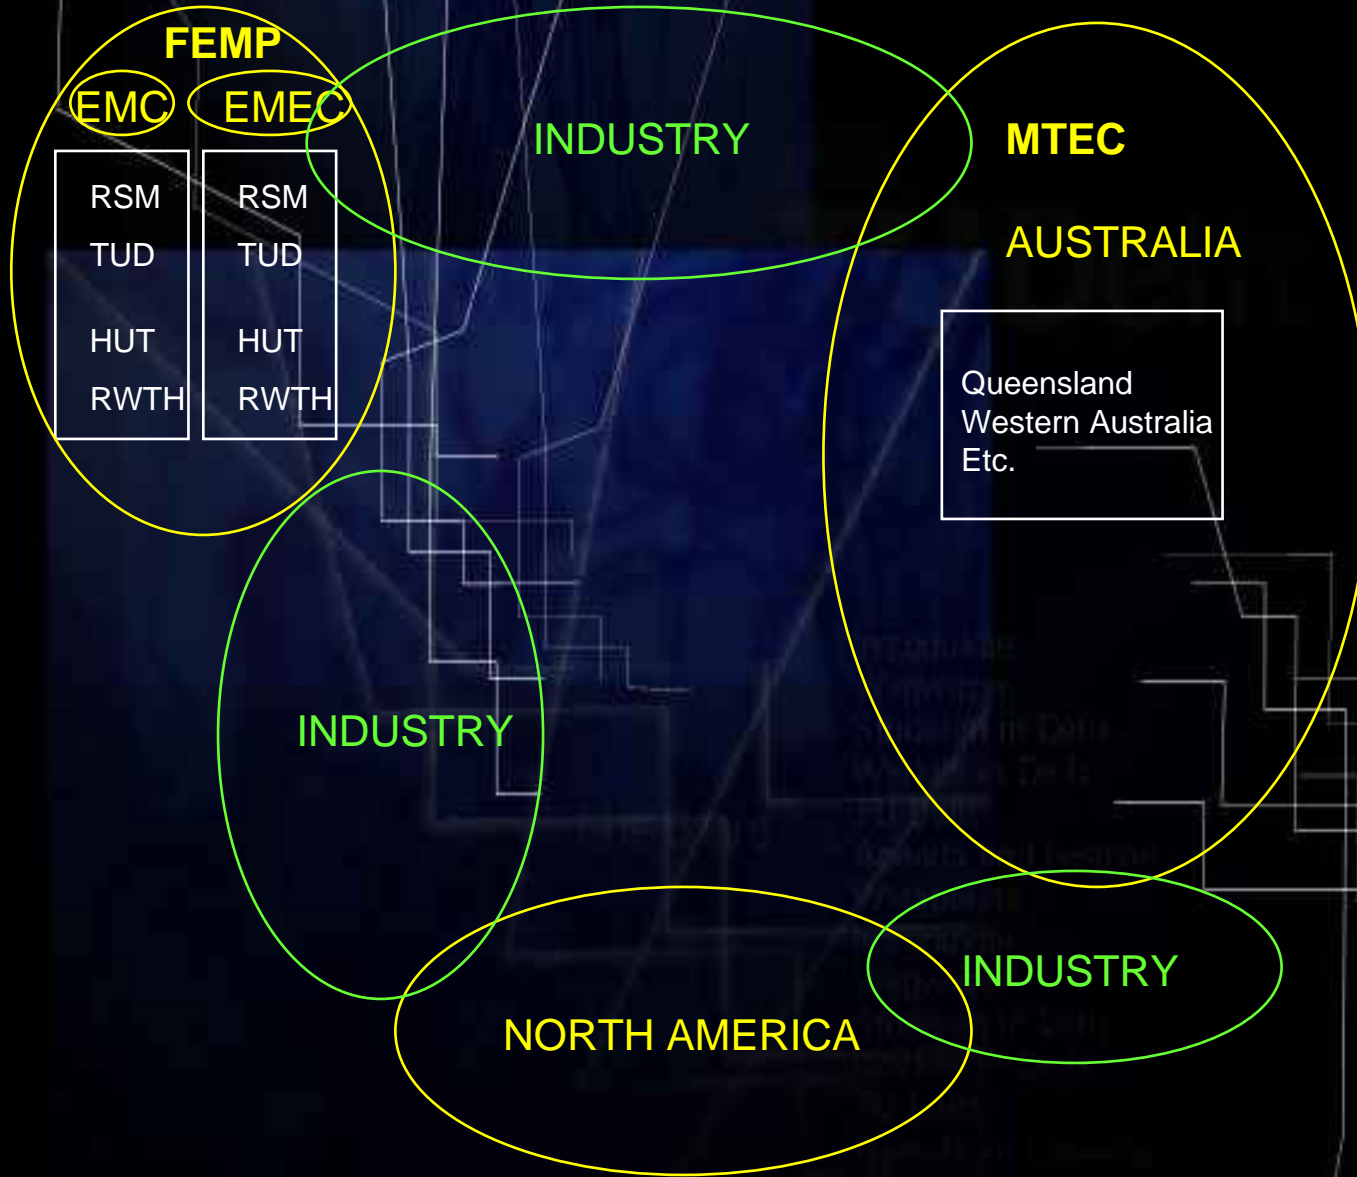 FEMP
EMC
EMEC
RSM
TUD
HUT
RWTH
RSM
TUD
HUT
RWTH
INDUSTRY
MTEC
AUSTRALIA
Queensland
Western Australia
Etc.
INDUSTRY
NORTH AMERICA
INDUSTRY